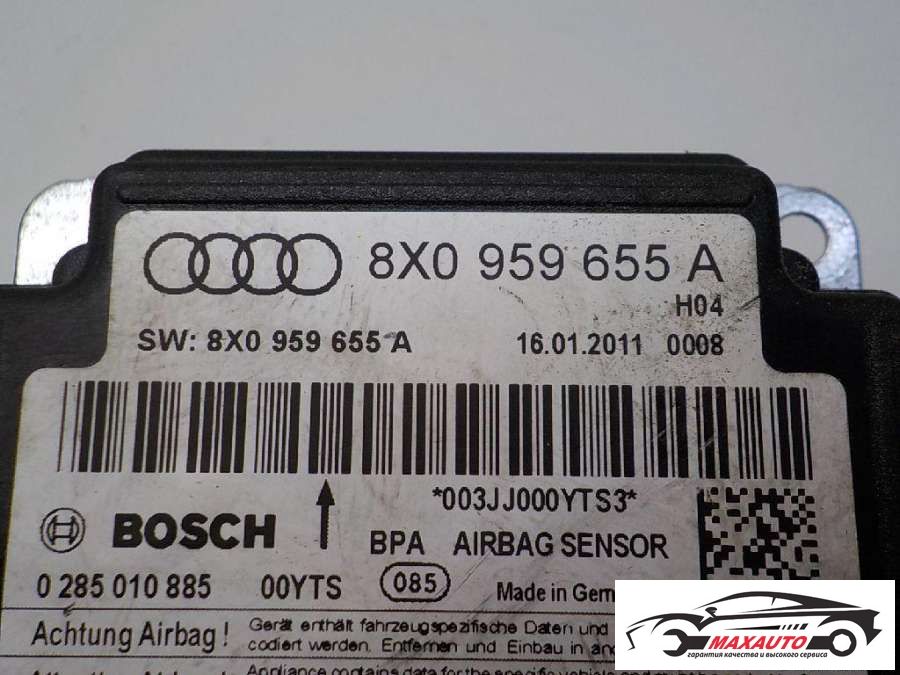 8X0 959 655 A
H04
SW: 8X0 959 655 A 16.01.2011 0008
*003JJ000YTS3*
BOSCH BPA AIRBAG SENSOR
0 285 010 885 00YTS 085 Made in Germ
Achtung Airbag! Gerät enthält fahrzeugspezifische Daten und
codiert werden. Entfernen und Einbau in
Appliance contains data for the specific vehicle and
MAXAUTO
гарантия качества и высокого сервиса